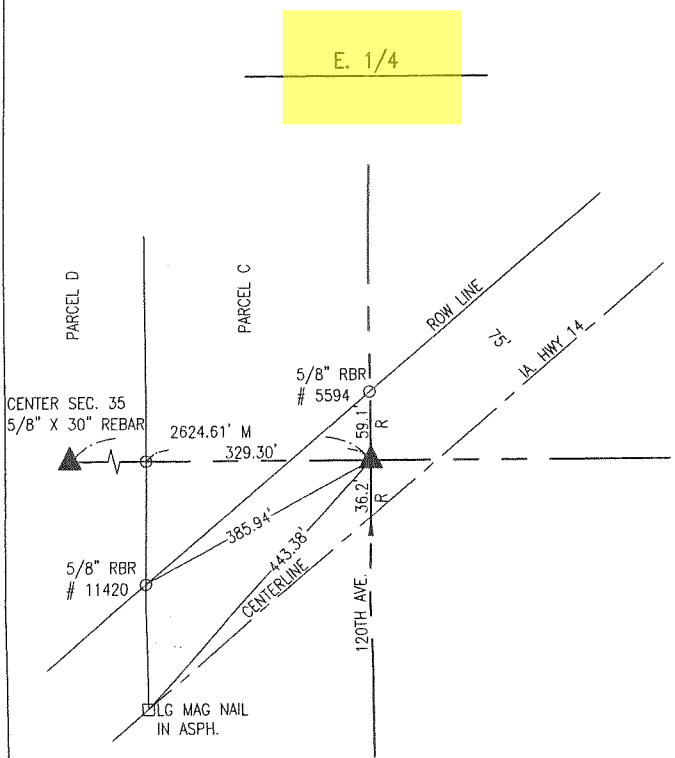 E. 1/4
PARCEL D
PARCEL C
ROW LINE
75'
IA. HWY 14
5/8" RBR
# 5594
CENTER SEC. 35
5/8" X 30" REBAR
2624.61' M
329.30'
59.1'
R
36.2'
R
385.94'
443.38'
5/8" RBR
# 11420
CENTERLINE
120TH AVE.
LG MAG NAIL
IN ASPH.